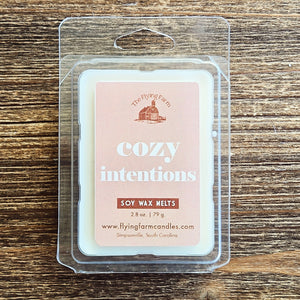 The Flying Farm
cozy
intentions
SOY WAX MELTS
2.8 oz. | 79 g.
www.flyingfarmcandles.com
Simpsonville, South Carolina